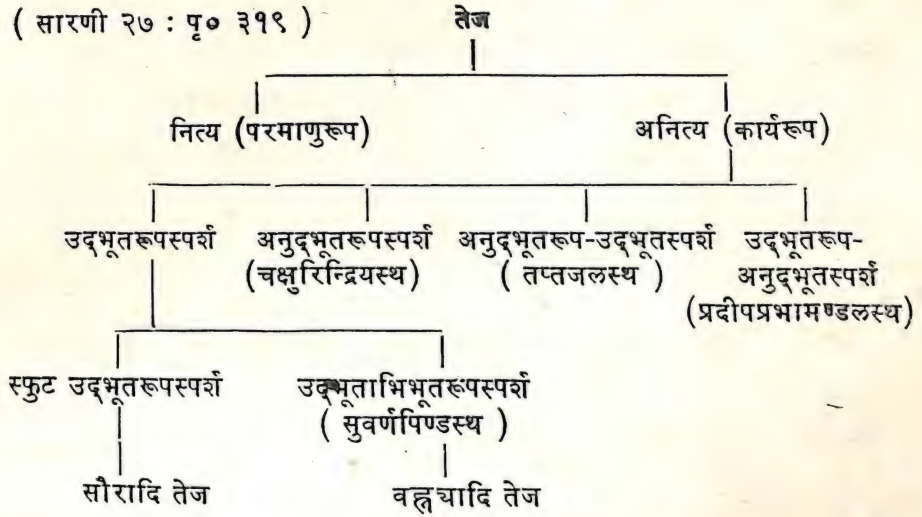 ( सारणी २७ : पृ० ३१९ ) तेज
नित्य (परमाणुरूप) अनित्य (कार्यरूप)
उद्‌भूतरूपस्पर्श अनुद्‌भूतरूपस्पर्श अनुद्‌भूतरूप-उद्‌भूतस्पर्श उद्‌भूतरूप-
(चक्षुरिन्द्रियस्थ) ( तप्तजलस्थ ) अनुद्‌भूतस्पर्श
(प्रदीपप्रभामण्डलस्थ)
स्फुट उद्‌भूतरूपस्पर्श उद्‌भूताभिभूतरूपस्पर्श
( सुवर्णपिण्डस्थ )
सौरादि तेज वह्न्यादि तेज